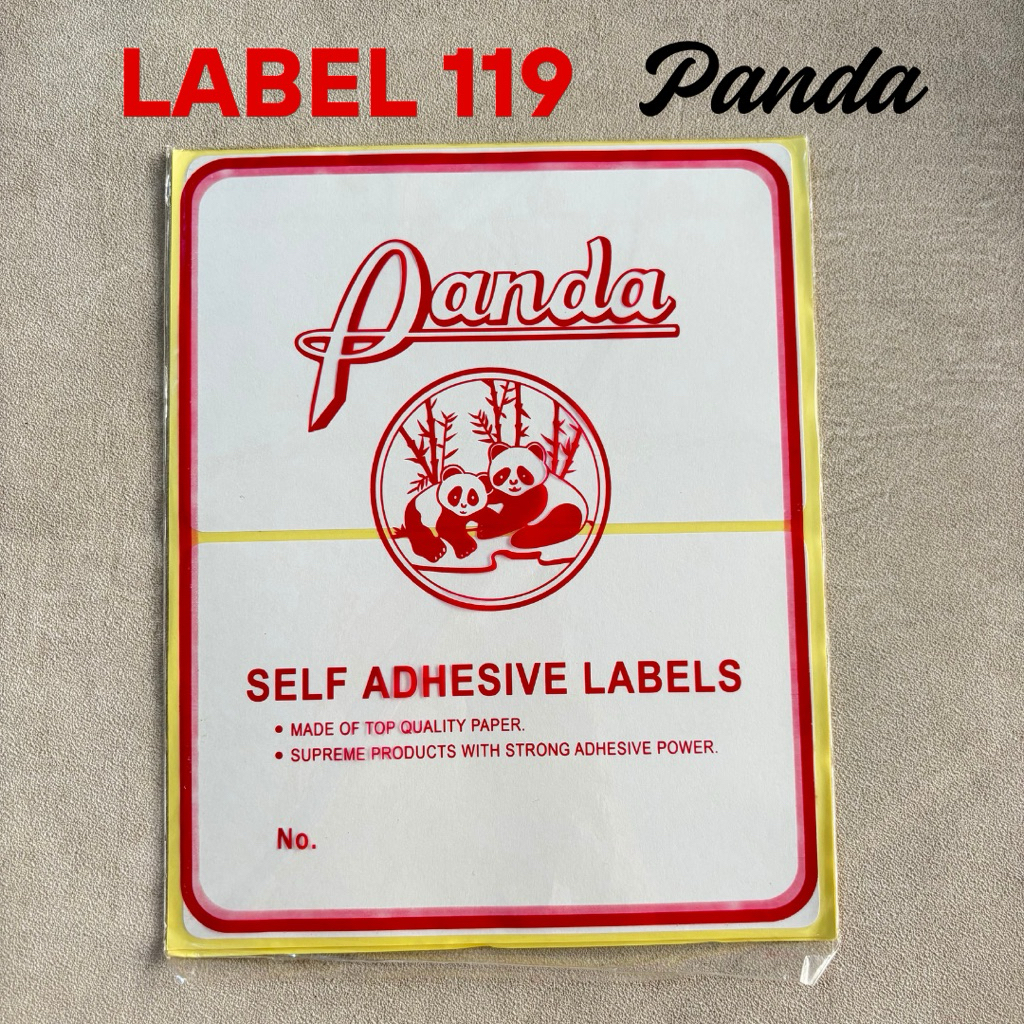 LABEL 119 Panda
Panda
SELF ADHESIVE LABELS
• MADE OF TOP QUALITY PAPER.
• SUPREME PRODUCTS WITH STRONG ADHESIVE POWER.
No.